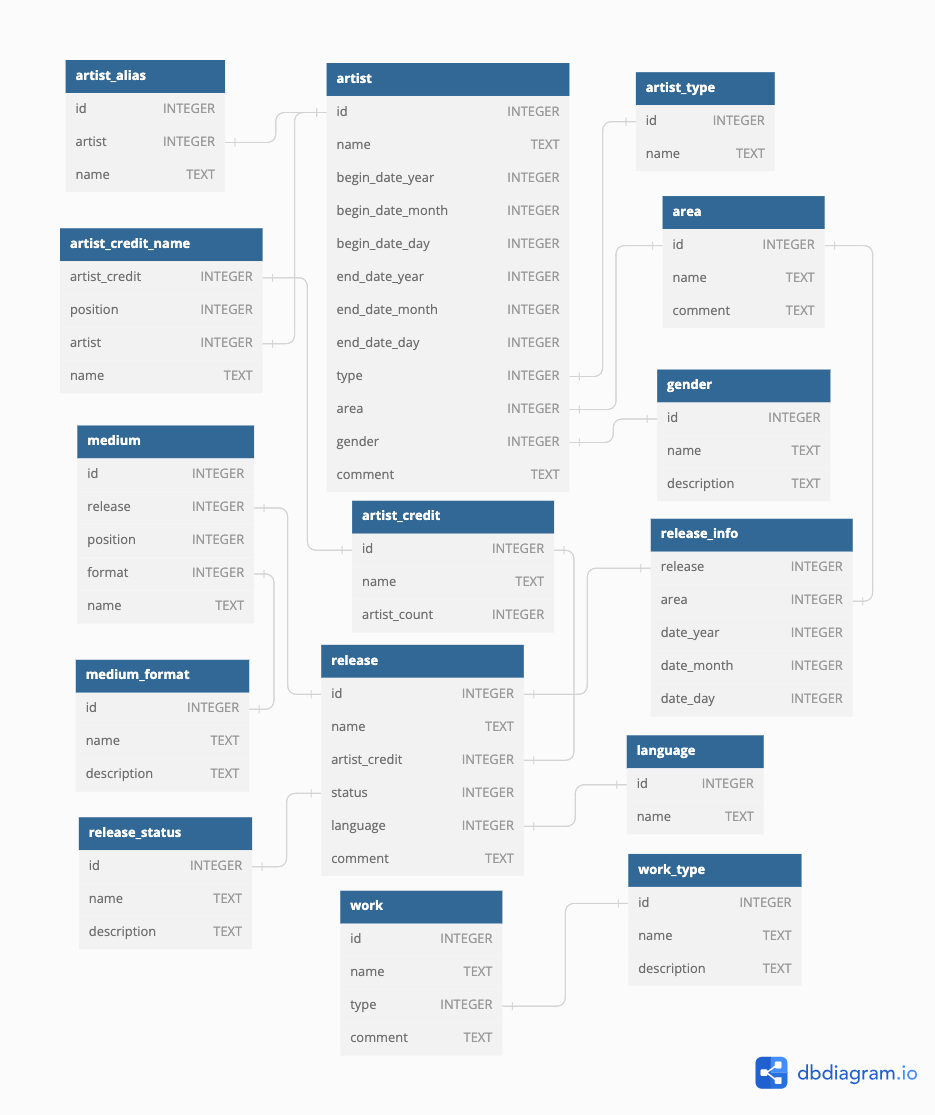 artist_alias
id INTEGER
artist INTEGER
name TEXT
artist
id INTEGER
name TEXT
begin_date_year INTEGER
begin_date_month INTEGER
begin_date_day INTEGER
end_date_year INTEGER
end_date_month INTEGER
end_date_day INTEGER
type INTEGER
area INTEGER
gender INTEGER
comment TEXT
artist_type
id INTEGER
name TEXT
area
id INTEGER
name TEXT
comment TEXT
artist_credit_name
artist_credit INTEGER
position INTEGER
artist INTEGER
name TEXT
gender
id INTEGER
name TEXT
description TEXT
medium
id INTEGER
release INTEGER
position INTEGER
format INTEGER
name TEXT
artist_credit
id INTEGER
name TEXT
artist_count INTEGER
release_info
release INTEGER
area INTEGER
date_year INTEGER
date_month INTEGER
date_day INTEGER
medium_format
id INTEGER
name TEXT
description TEXT
release
id INTEGER
name TEXT
artist_credit INTEGER
status INTEGER
language INTEGER
comment TEXT
language
id INTEGER
name TEXT
release_status
id INTEGER
name TEXT
description TEXT
work
id INTEGER
name TEXT
type INTEGER
comment TEXT
work_type
id INTEGER
name TEXT
description TEXT
dbdiagram.io